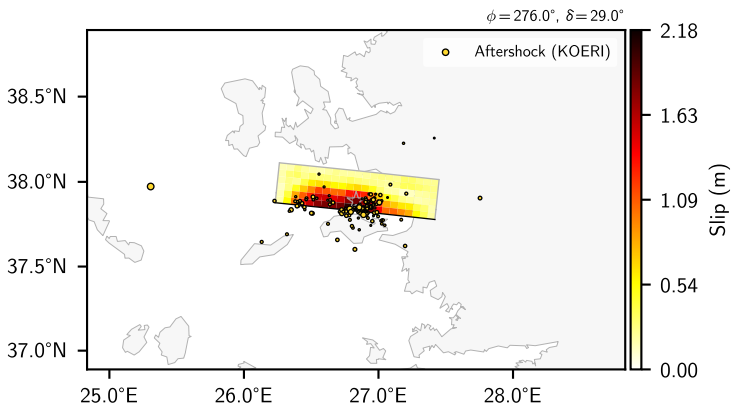 ϕ = 276.0°, δ = 29.0°
Aftershock (KOERI)
38.5°N
38.0°N
37.5°N
37.0°N
25.0°E 26.0°E 27.0°E 28.0°E
2.18
1.63
1.09
0.54
0.00
Slip (m)